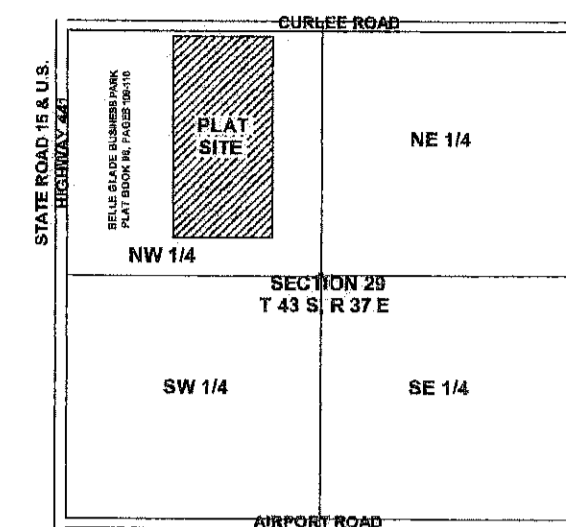 CURLEE ROAD
STATE ROAD 15 & U.S.
HIGHWAY 441
BELLE GLADE BUSINESS PARK
PLAT BOOK 98, PAGES 109-116
PLAT
SITE
NE 1/4
NW 1/4
SECTION 29
T 43 S, R 37 E
SW 1/4
SE 1/4
AIRPORT ROAD